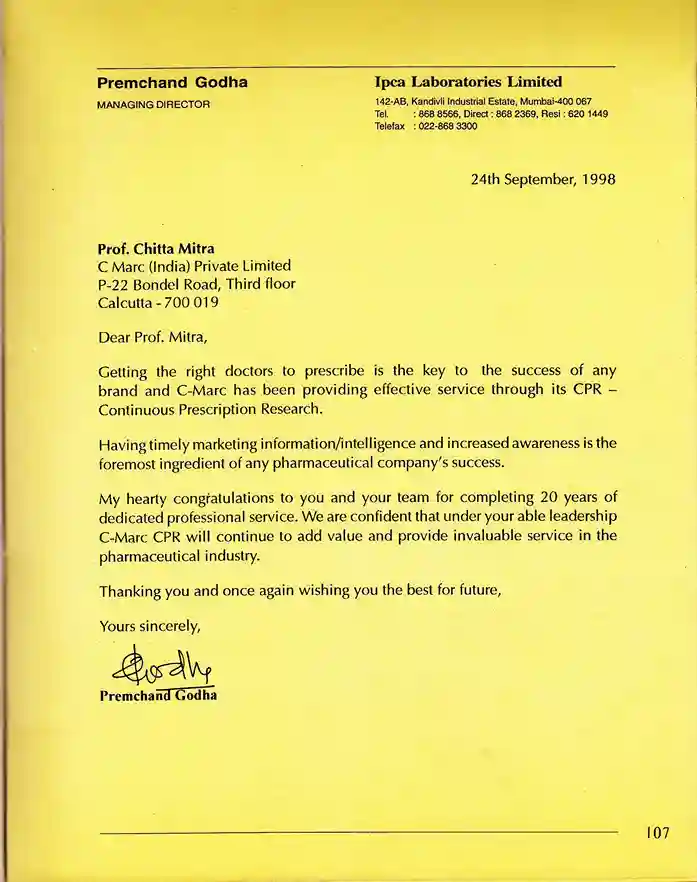 Premchand Godha
MANAGING DIRECTOR
Ipca Laboratories Limited
142-AB, Kandivli Industrial Estate, Mumbai-400 067
Tel. : 868 8566, Direct : 868 2369, Resi : 620 1449
Telefax : 022-868 3300
24th September, 1998
Prof. Chitta Mitra
C Marc (India) Private Limited
P-22 Bondel Road, Third floor
Calcutta - 700 019
Dear Prof. Mitra,
Getting the right doctors to prescribe is the key to the success of any
brand and C-Marc has been providing effective service through its CPR –
Continuous Prescription Research.
Having timely marketing information/intelligence and increased awareness is the
foremost ingredient of any pharmaceutical company's success.
My hearty congratulations to you and your team for completing 20 years of
dedicated professional service. We are confident that under your able leadership
C-Marc CPR will continue to add value and provide invaluable service in the
pharmaceutical industry.
Thanking you and once again wishing you the best for future,
Yours sincerely,
Godha
Premchand Godha
107